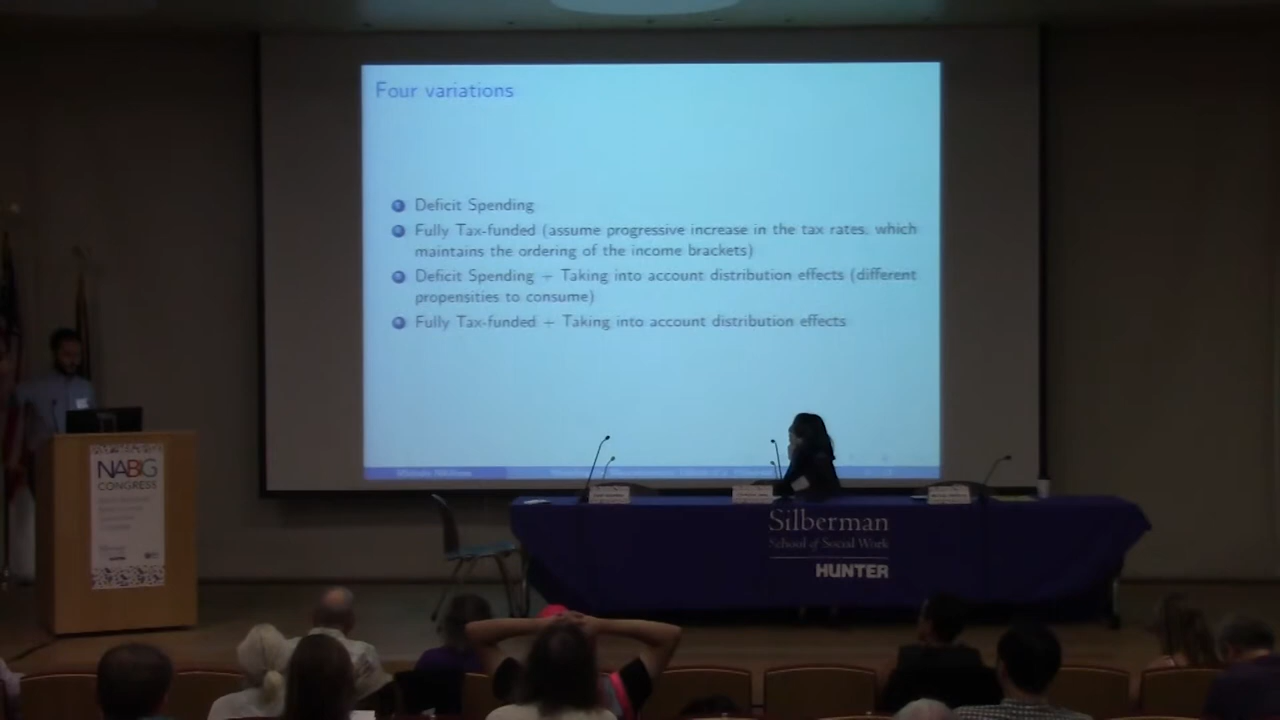 Four variations
Deficit Spending
Fully Tax-funded (assume progressive increase in the tax rates, which
maintains the ordering of the income brackets)
Deficit Spending + Taking into account distribution effects (different
propensities to consume)
Fully Tax-funded + Taking into account distribution effects
NABIG
CONGRESS
Silberman
School of Social Work
HUNTER